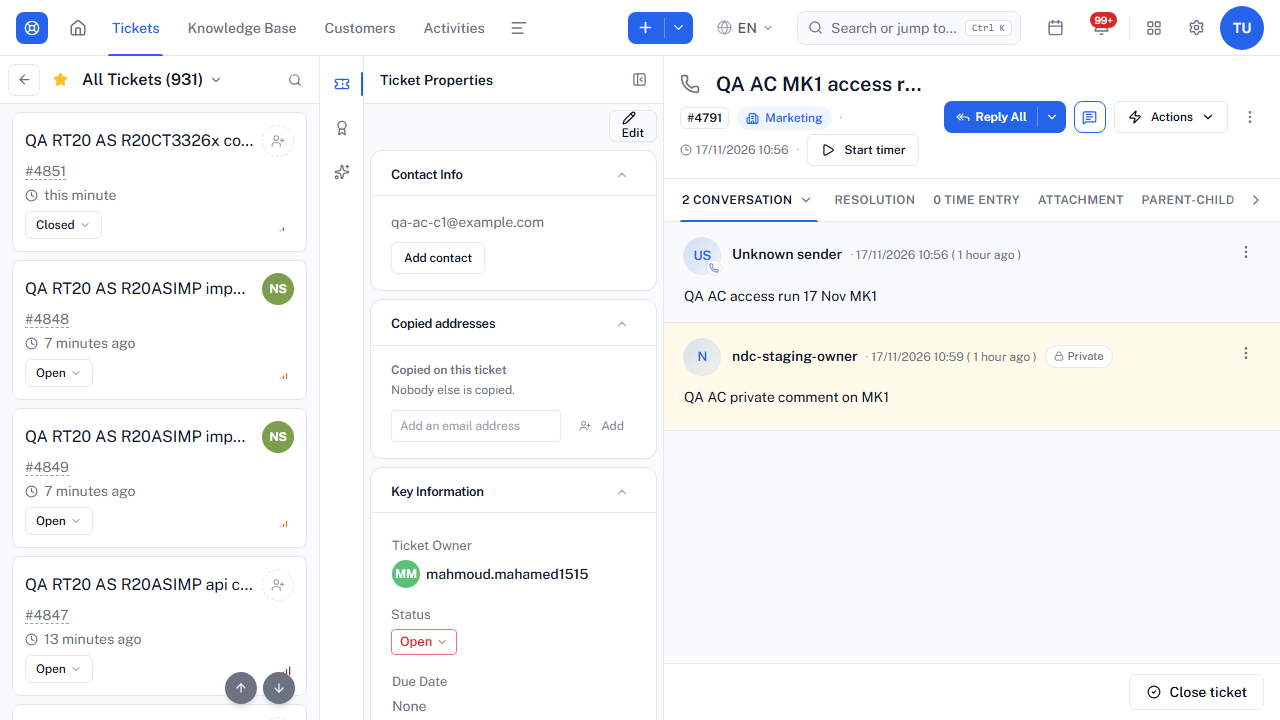 Tickets
Knowledge Base
Customers
Activities
EN
Search or jump to...
Ctrl K
99+
TU
All Tickets (931)
QA RT20 AS R20CT3326x co...
#4851
this minute
Closed
QA RT20 AS R20ASIMP imp...
NS
#4848
7 minutes ago
Open
QA RT20 AS R20ASIMP imp...
NS
#4849
7 minutes ago
Open
QA RT20 AS R20ASIMP api c...
#4847
13 minutes ago
Open
Ticket Properties
Edit
Contact Info
qa-ac-c1@example.com
Add contact
Copied addresses
Copied on this ticket
Nobody else is copied.
Add an email address
Add
Key Information
Ticket Owner
MM mahmoud.mahamed1515
Status
Open
Due Date
None
QA AC MK1 access r...
#4791
Marketing
·
Reply All
Actions
17/11/2026 10:56 ·
Start timer
2 CONVERSATION
RESOLUTION
0 TIME ENTRY
ATTACHMENT
PARENT-CHILD
US
Unknown sender · 17/11/2026 10:56 ( 1 hour ago )
QA AC access run 17 Nov MK1
N
ndc-staging-owner · 17/11/2026 10:59 ( 1 hour ago ) Private
QA AC private comment on MK1
Close ticket